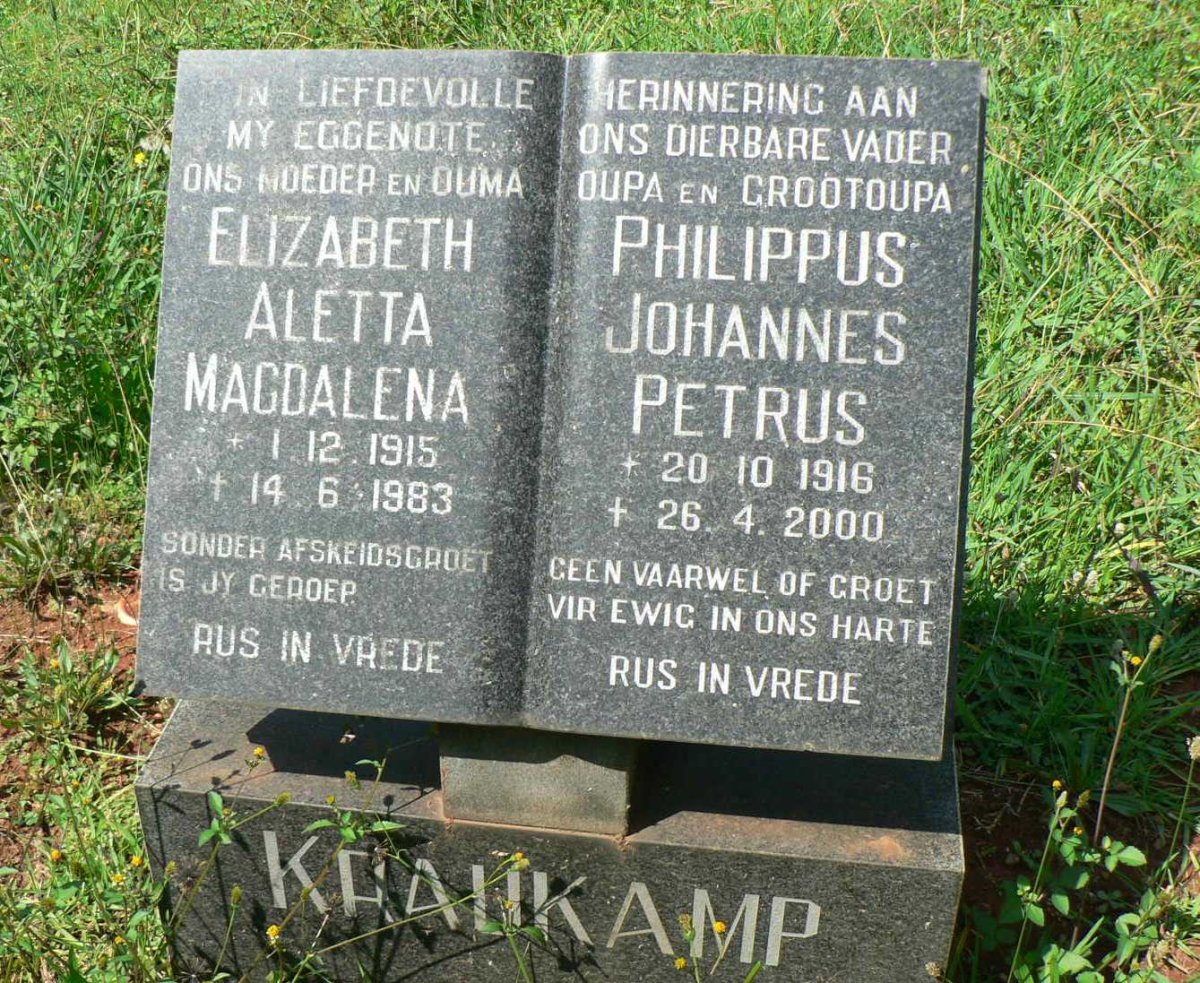 IN LIEFDEVOLLE
MY EGGENOTE
ONS MOEDER EN OUMA
ELIZABETH
ALETTA
MAGDALENA
* 1. 12. 1915
† 14. 6. 1983
SONDER AFSKEIDSGROET
IS JY GEROEP.
RUS IN VREDE
HERINNERING AAN
ONS DIERBARE VADER
OUPA EN GROOTOUPA
PHILIPPUS
JOHANNES
PETRUS
* 20 10 1916
† 26. 4. 2000
GEEN VAARWEL OF GROET
VIR EWIG IN ONS HARTE
RUS IN VREDE
KRAUKAMP